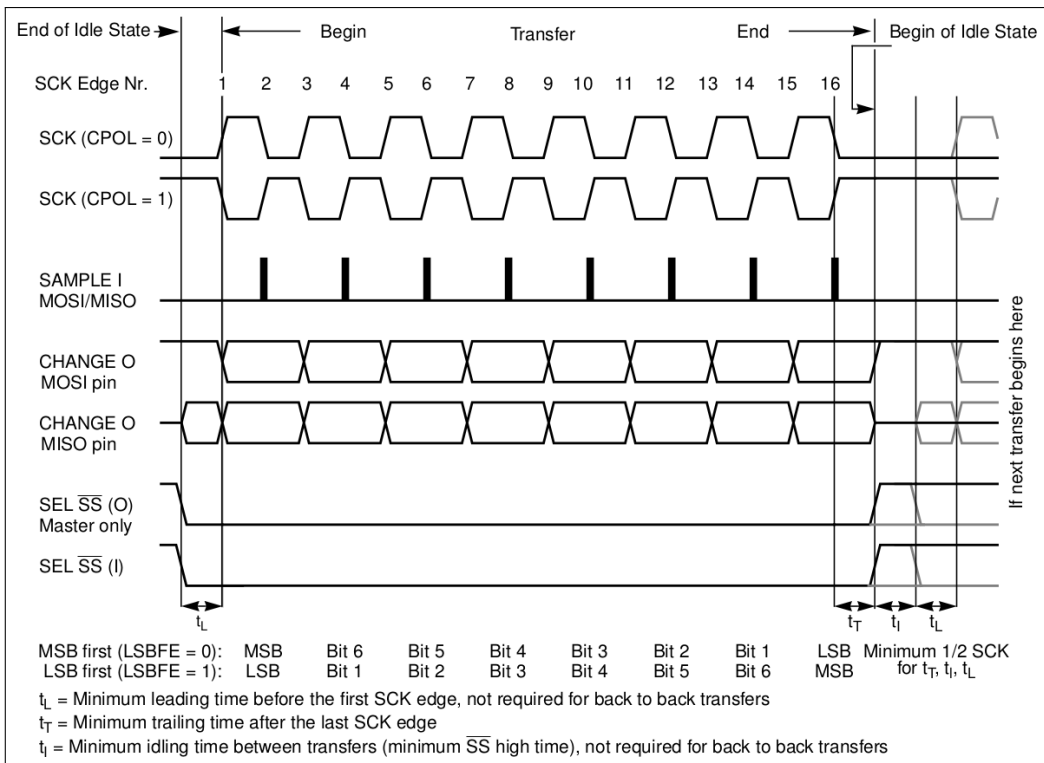 End of Idle State Begin Transfer End Begin of Idle State
SCK Edge Nr. 1 2 3 4 5 6 7 8 9 10 11 12 13 14 15 16
SCK (CPOL = 0)
SCK (CPOL = 1)
SAMPLE I
MOSI/MISO
CHANGE O
MOSI pin
CHANGE O
MISO pin
SEL SS (O)
Master only
SEL SS (I)
If next transfer begins here
tL tT tI tL
MSB first (LSBFE = 0): MSB Bit 6 Bit 5 Bit 4 Bit 3 Bit 2 Bit 1 LSB Minimum 1/2 SCK
LSB first (LSBFE = 1): LSB Bit 1 Bit 2 Bit 3 Bit 4 Bit 5 Bit 6 MSB for tT, tI, tL
tL = Minimum leading time before the first SCK edge, not required for back to back transfers
tT = Minimum trailing time after the last SCK edge
tI = Minimum idling time between transfers (minimum SS high time), not required for back to back transfers